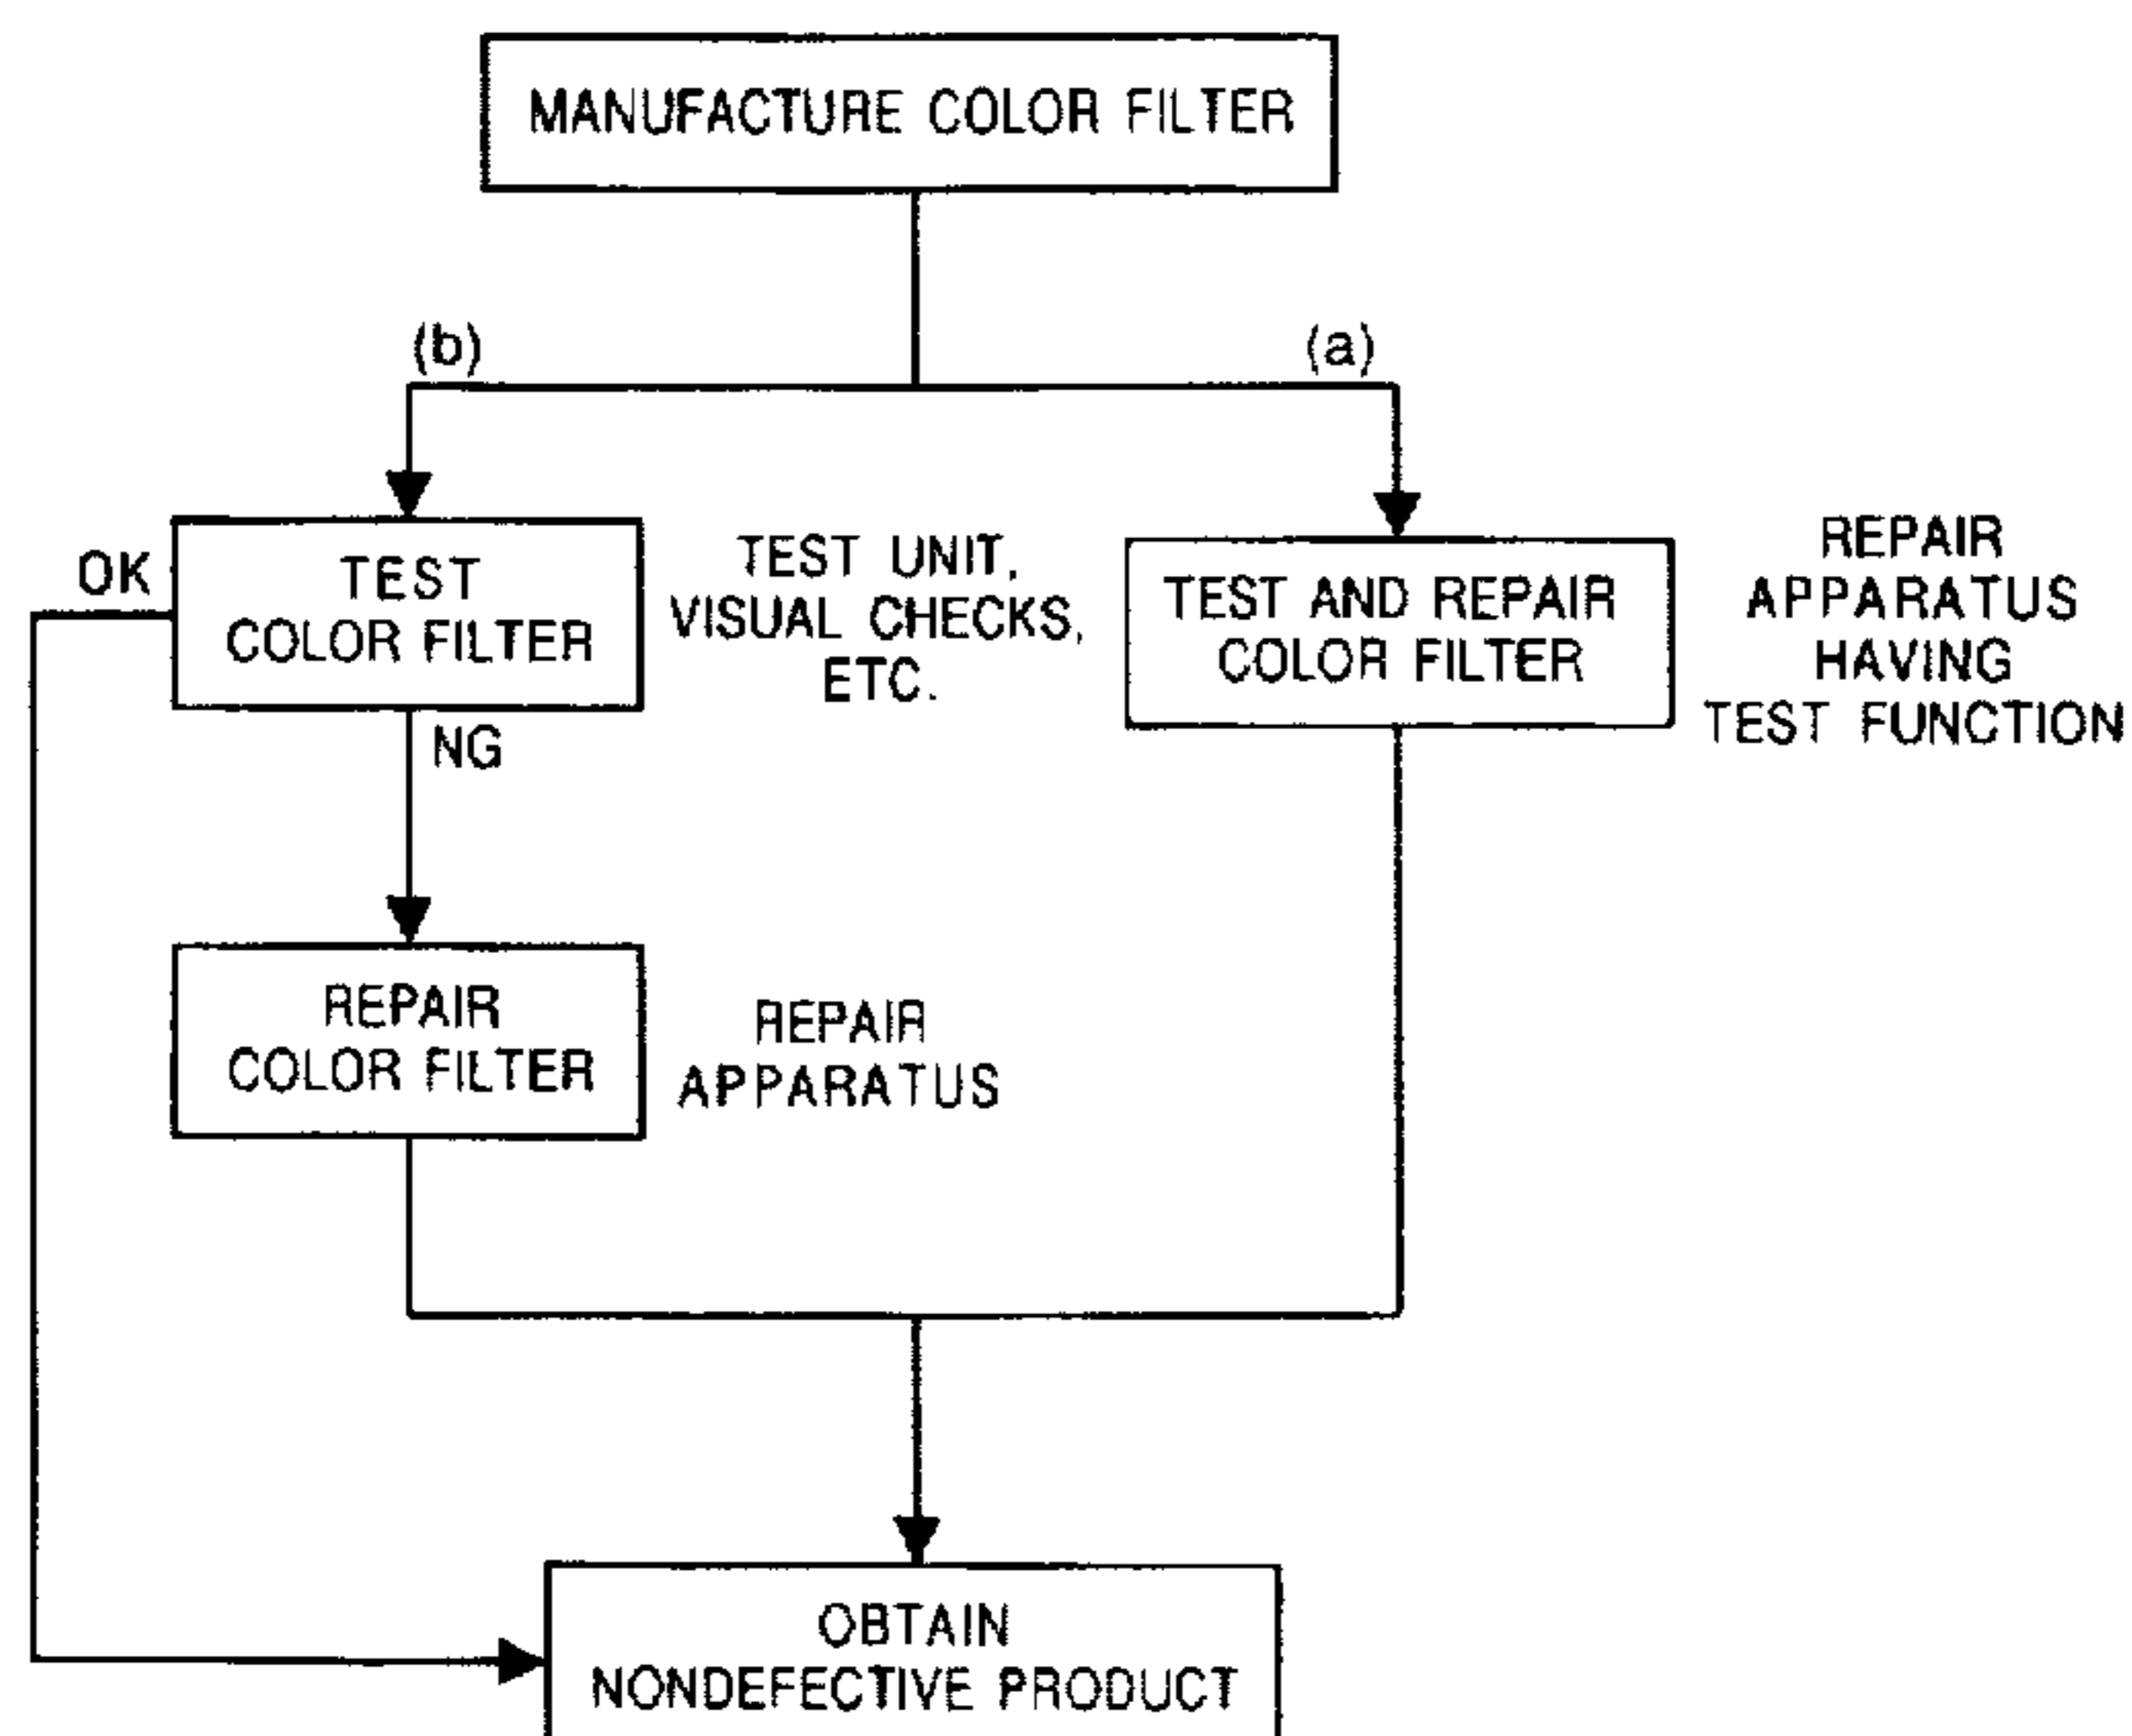 MANUFACTURE COLOR FILTER
(b)
(a)
OK
TEST
COLOR FILTER
TEST UNIT,
VISUAL CHECKS,
ETC.
TEST AND REPAIR
COLOR FILTER
REPAIR
APPARATUS
HAVING
TEST FUNCTION
NG
REPAIR
COLOR FILTER
REPAIR
APPARATUS
OBTAIN
NONDEFECTIVE PRODUCT